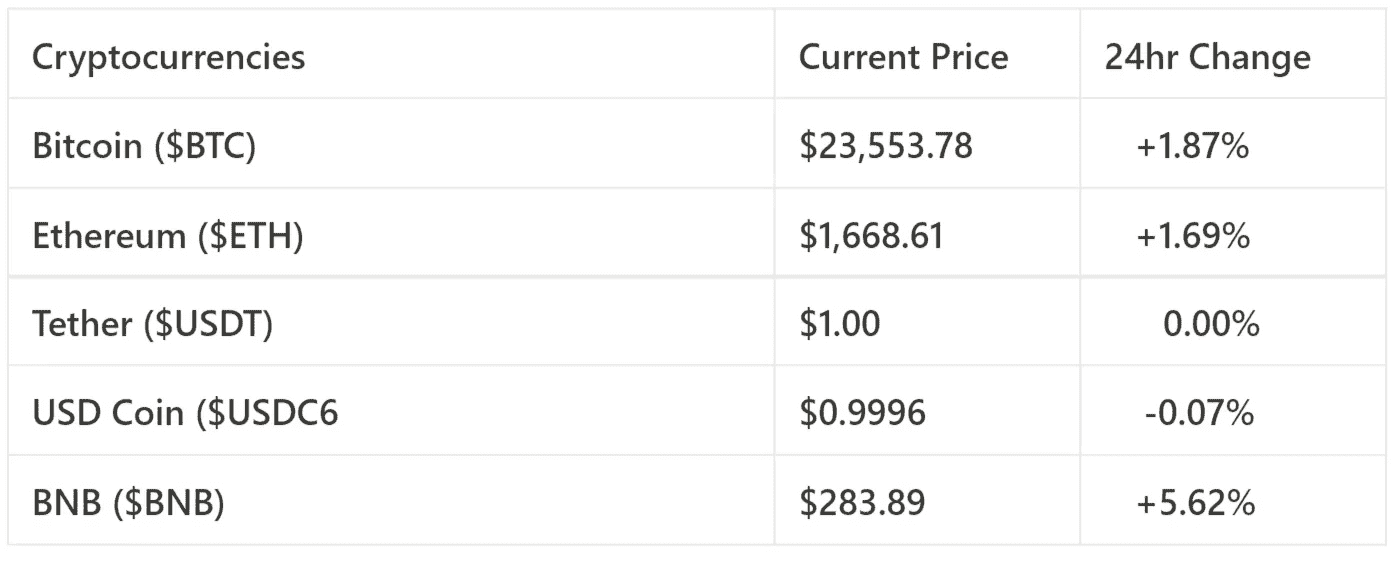 Cryptocurrencies Current Price 24hr Change
Bitcoin ($BTC) $23,553.78 +1.87%
Ethereum ($ETH) $1,668.61 +1.69%
Tether ($USDT) $1.00 0.00%
USD Coin ($USDC6 $0.9996 -0.07%
BNB ($BNB) $283.89 +5.62%